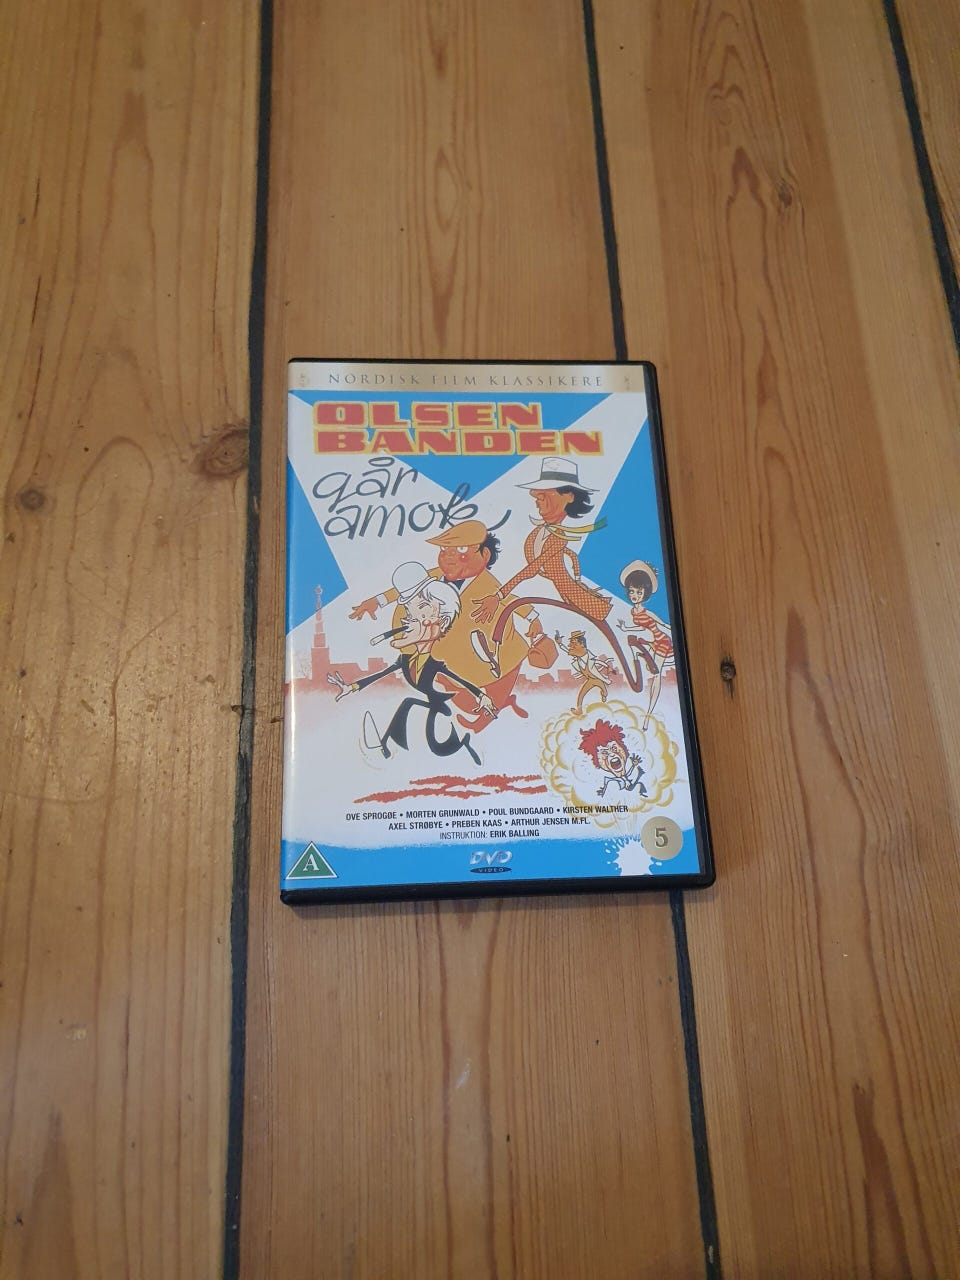 NORDISK FILM KLASSIKERE
OLSEN
BANDEN
går
amok
OVE SPROGØE • MORTEN GRUNWALD • POUL BUNDGAARD • KIRSTEN WALTHER
AXEL STRØBYE • PREBEN KAAS • ARTHUR JENSEN M.FL.
INSTRUKTION: ERIK BALLING
5
A
DVD
VIDEO